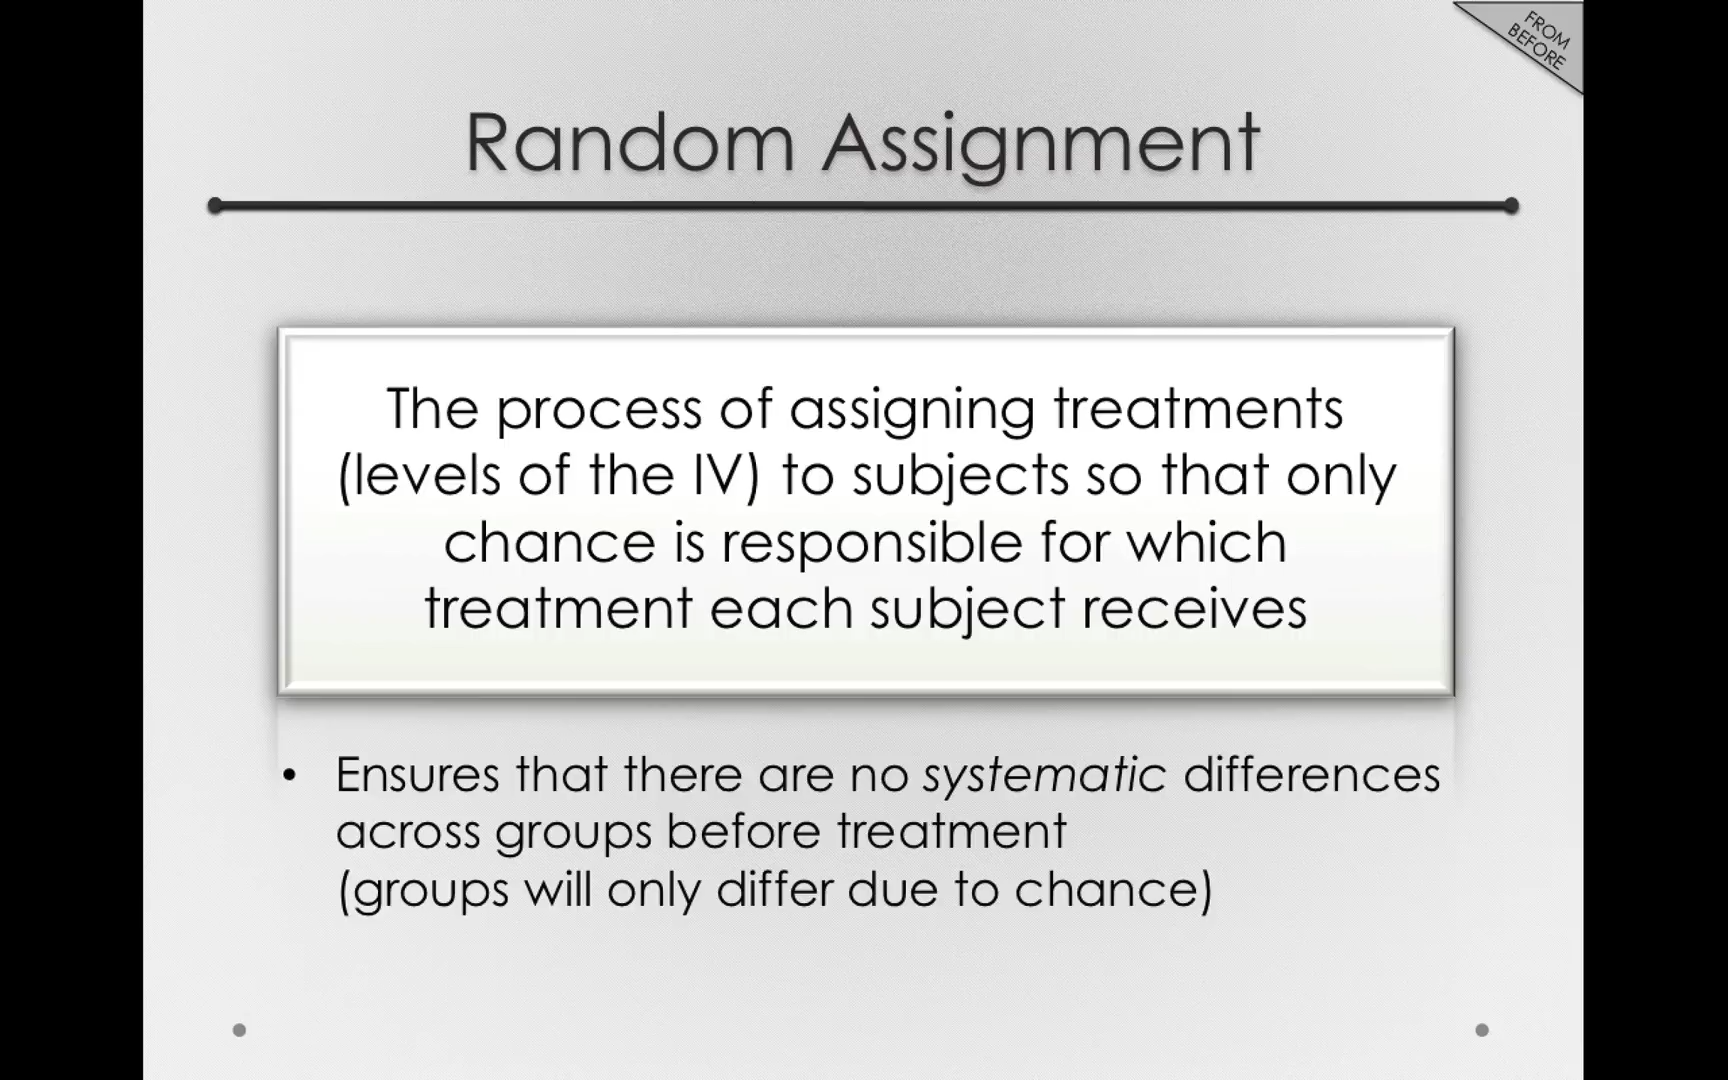 FROM
BEFORE
Random Assignment
The process of assigning treatments
(levels of the IV) to subjects so that only
chance is responsible for which
treatment each subject receives
• Ensures that there are no systematic differences
across groups before treatment
(groups will only differ due to chance)